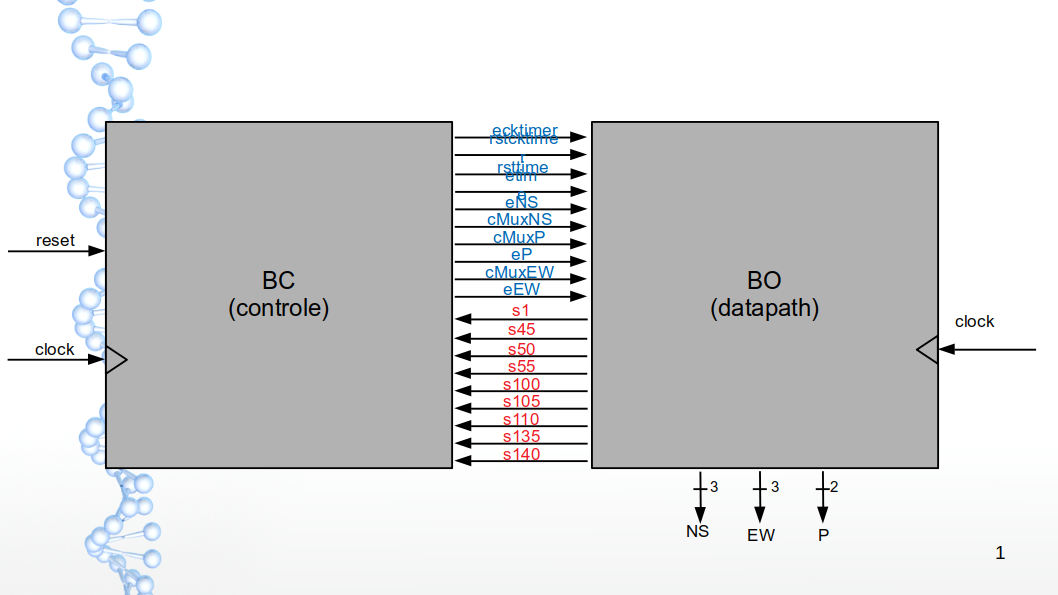 ecktimer
rstcktime
r
rsttime
etim
e
eNS
cMuxNS
cMuxP
eP
cMuxEW
eEW
s1
s45
s50
s55
s100
s105
s110
s135
s140
reset
clock
BC
(controle)
BO
(datapath)
clock
3
3
2
NS
EW
P
1